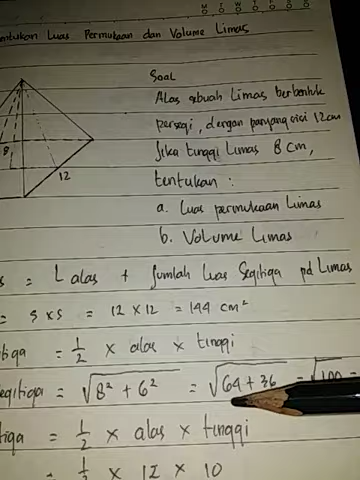 entukan Luas Permukaan dan Volume Limas
Soal
Alas sebuah Limas berbentuk
persegi, dengan panjang sisi 12 cm
Jika tinggi Limas 8 cm,
tentukan :
a. Luas permukaan Limas
b. Volume Limas
8
12
s = L alas + Jumlah Luas Segitiga pd Limas
= s x s = 12 x 12 = 144 cm²
tiga = 1/2 x alas x tinggi
egitiga = √8² + 6² = √64 + 36 = √100 =
tiga = 1/2 x alas x tinggi
= 1/2 x 12 x 10